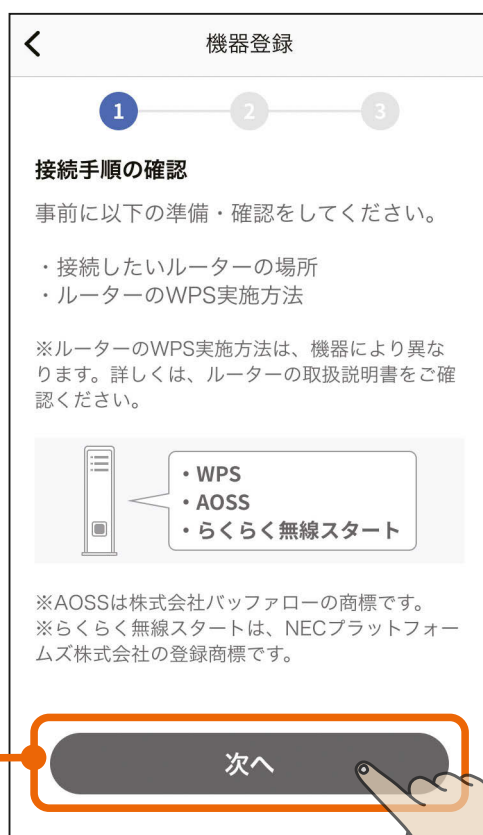 機器登録
1
2
3
接続手順の確認
事前に以下の準備・確認をしてください。
・接続したいルーターの場所
・ルーターのWPS実施方法
※ルーターのWPS実施方法は、機器により異な
ります。詳しくは、ルーターの取扱説明書をご確
認ください。
・WPS
・AOSS
・らくらく無線スタート
※AOSSは株式会社バッファローの商標です。
※らくらく無線スタートは、NECプラットフォー
ムズ株式会社の登録商標です。
次へ